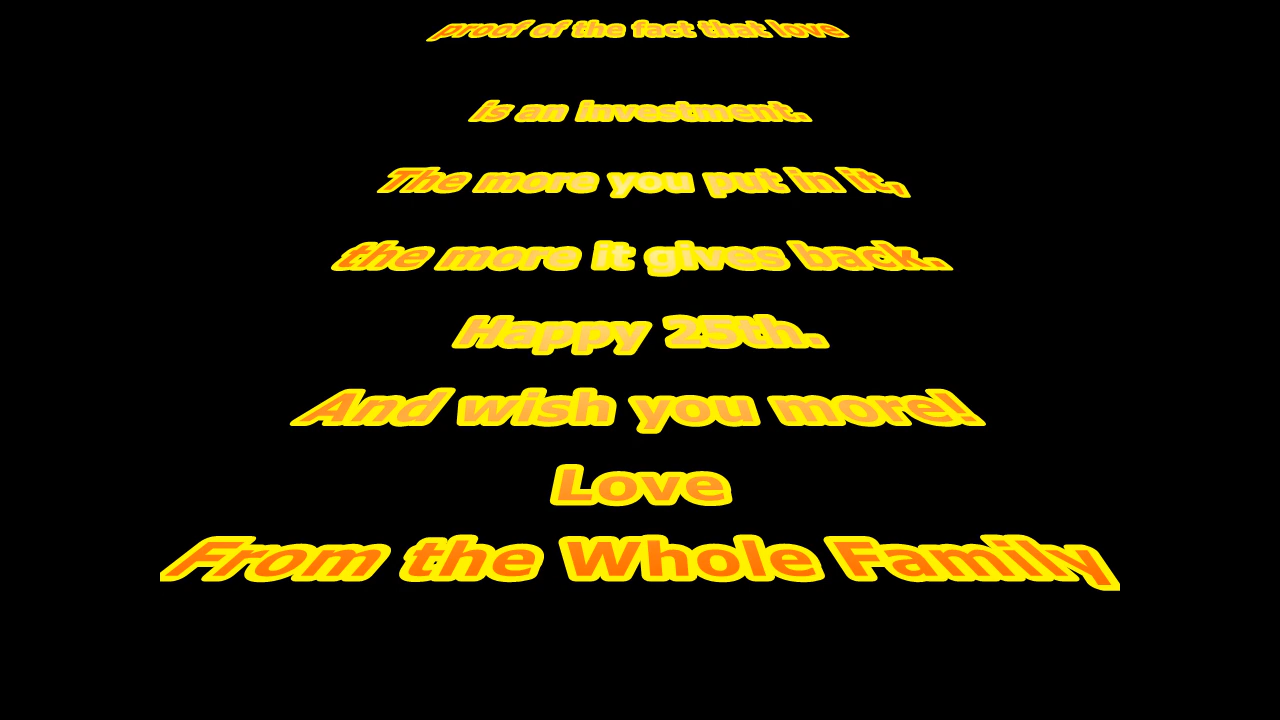 proof of the fact that love
is an investment.
The more you put in it,
the more it gives back.
Happy 25th.
And wish you more!
Love
From the Whole Family